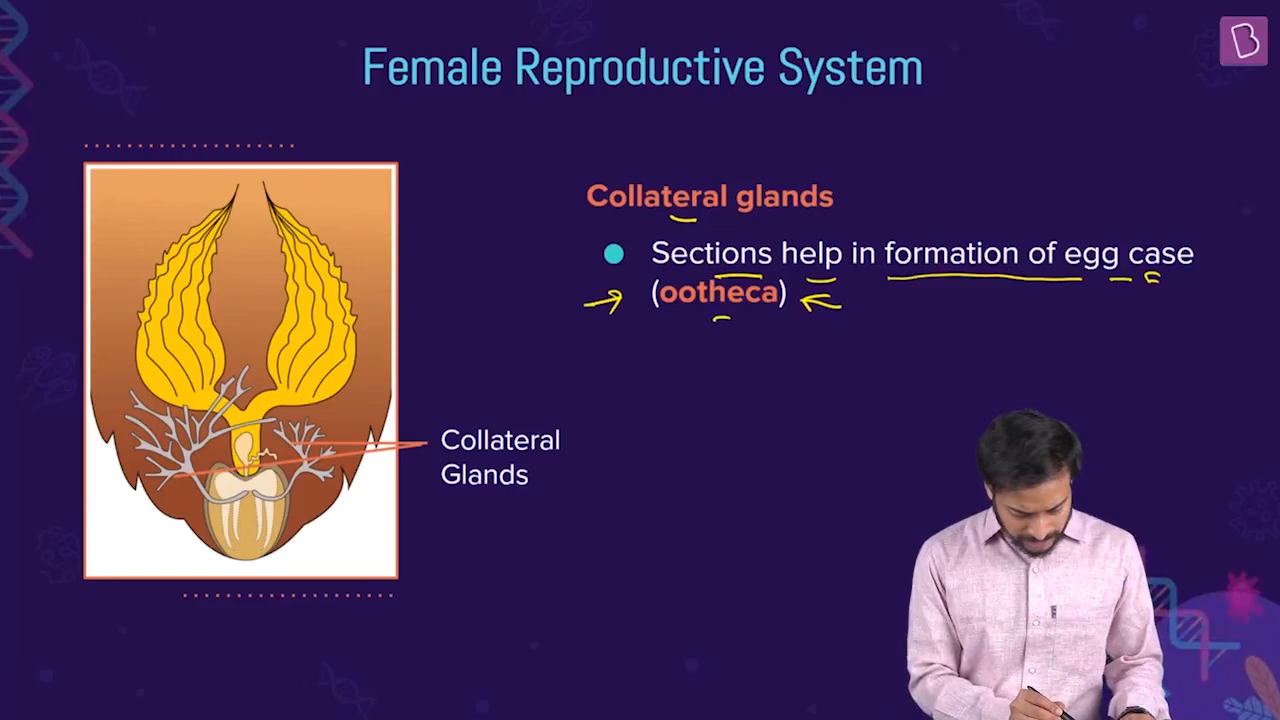 Female Reproductive System
Collateral glands
Sections help in formation of egg case
(ootheca)
Collateral
Glands